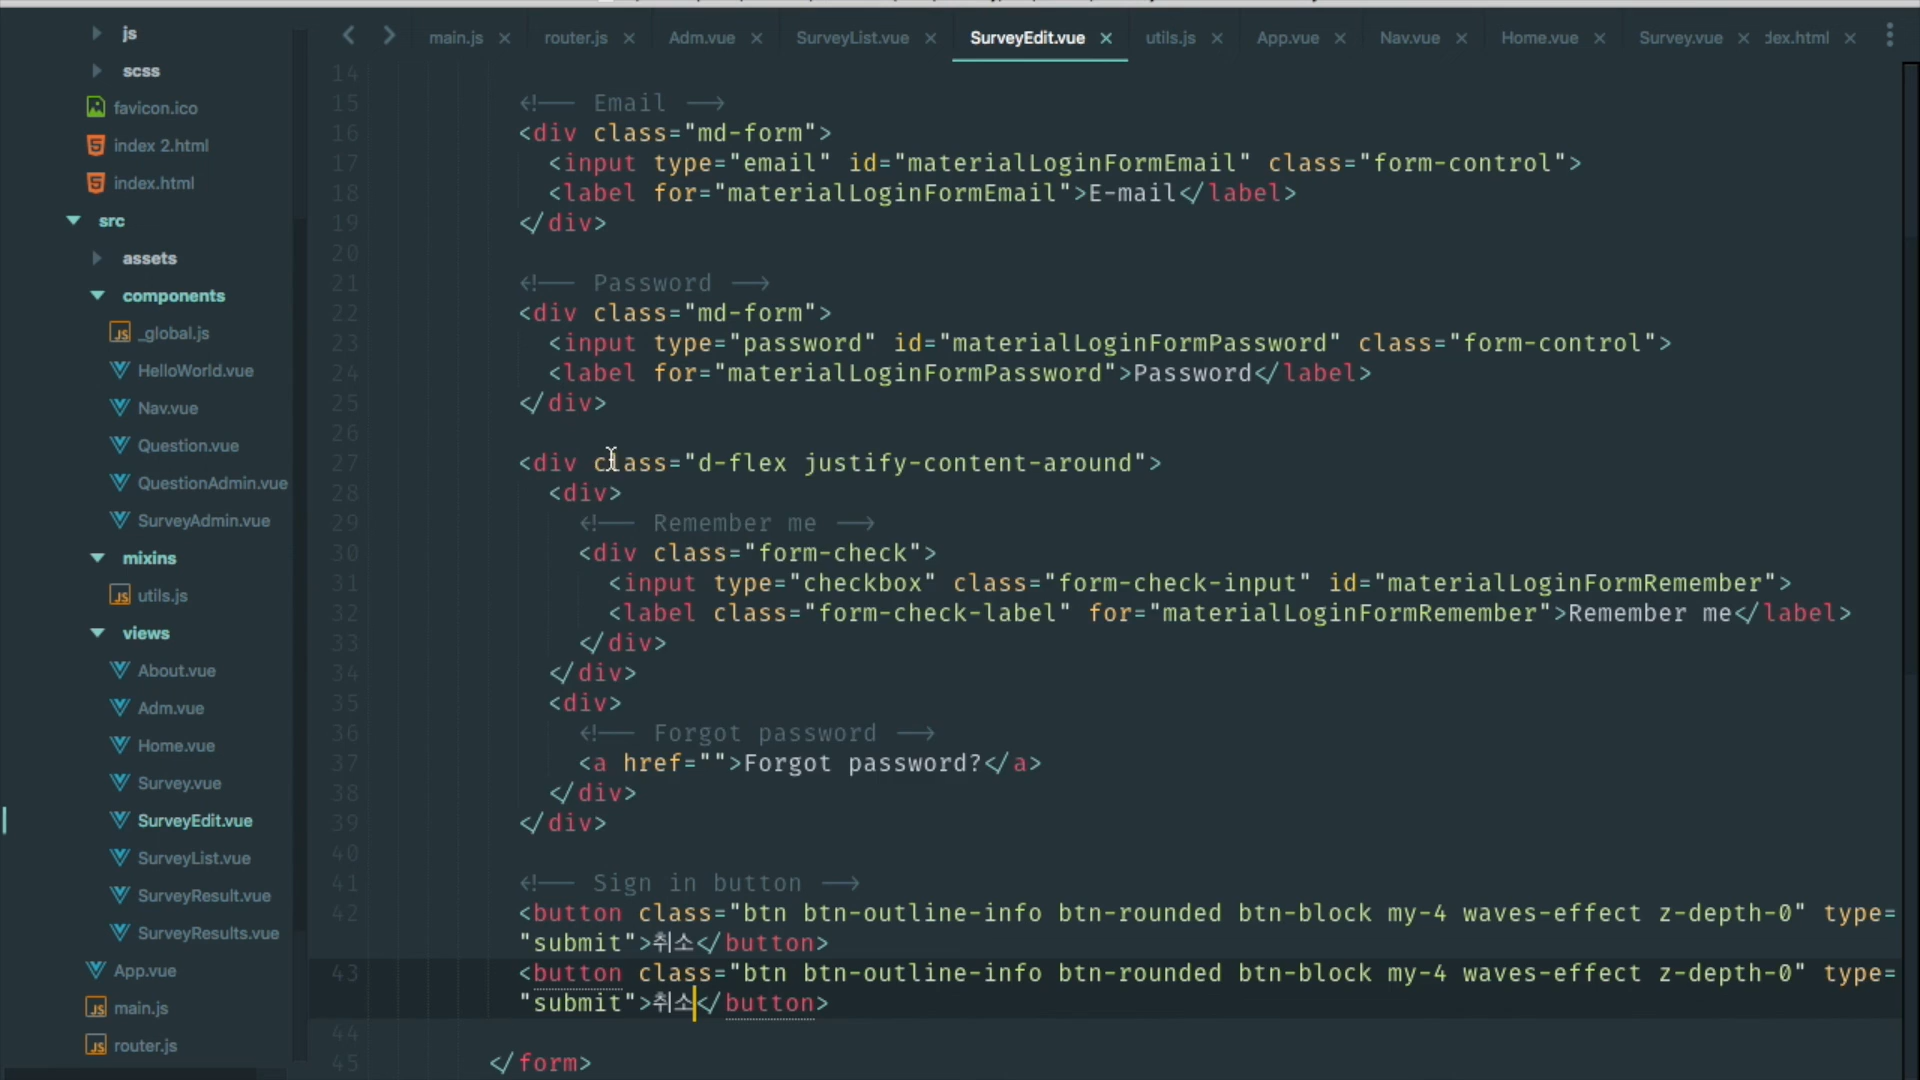 js
scss
favicon.ico
index 2.html
index.html
src
assets
components
_global.js
HelloWorld.vue
Nav.vue
Question.vue
QuestionAdmin.vue
SurveyAdmin.vue
mixins
utils.js
views
About.vue
Adm.vue
Home.vue
Survey.vue
SurveyEdit.vue
SurveyList.vue
SurveyResult.vue
SurveyResults.vue
App.vue
main.js
router.js
main.js × router.js × Adm.vue × SurveyList.vue × SurveyEdit.vue × utils.js × App.vue × Nav.vue × Home.vue × Survey.vue × dex.html ×
14
15 <!-- Email -->
16 <div class="md-form">
17 <input type="email" id="materialLoginFormEmail" class="form-control">
18 <label for="materialLoginFormEmail">E-mail</label>
19 </div>
20
21 <!-- Password -->
22 <div class="md-form">
23 <input type="password" id="materialLoginFormPassword" class="form-control">
24 <label for="materialLoginFormPassword">Password</label>
25 </div>
26
27 <div class="d-flex justify-content-around">
28 <div>
29 <!-- Remember me -->
30 <div class="form-check">
31 <input type="checkbox" class="form-check-input" id="materialLoginFormRemember">
32 <label class="form-check-label" for="materialLoginFormRemember">Remember me</label>
33 </div>
34 </div>
35 <div>
36 <!-- Forgot password -->
37 <a href="">Forgot password?</a>
38 </div>
39 </div>
40
41 <!-- Sign in button -->
42 <button class="btn btn-outline-info btn-rounded btn-block my-4 waves-effect z-depth-0" type=
"submit">취소</button>
43 <button class="btn btn-outline-info btn-rounded btn-block my-4 waves-effect z-depth-0" type=
"submit">취소</button>
44
45 </form>